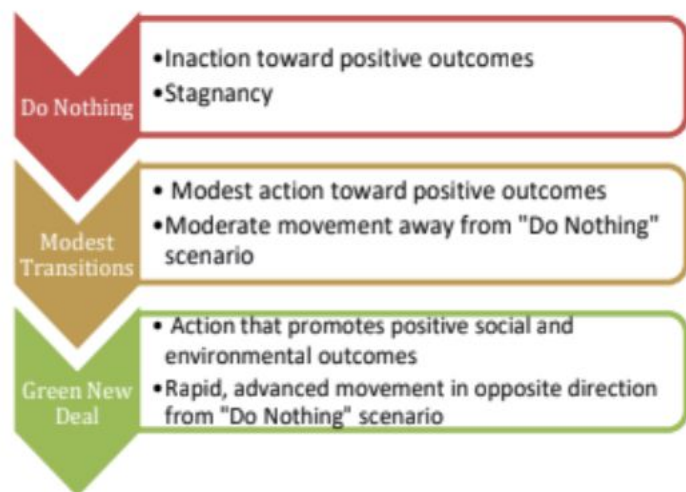 Do Nothing
•Inaction toward positive outcomes
•Stagnancy
Modest
Transitions
• Modest action toward positive outcomes
•Moderate movement away from "Do Nothing"
scenario
Green New
Deal
• Action that promotes positive social and
environmental outcomes
•Rapid, advanced movement in opposite direction
from "Do Nothing" scenario